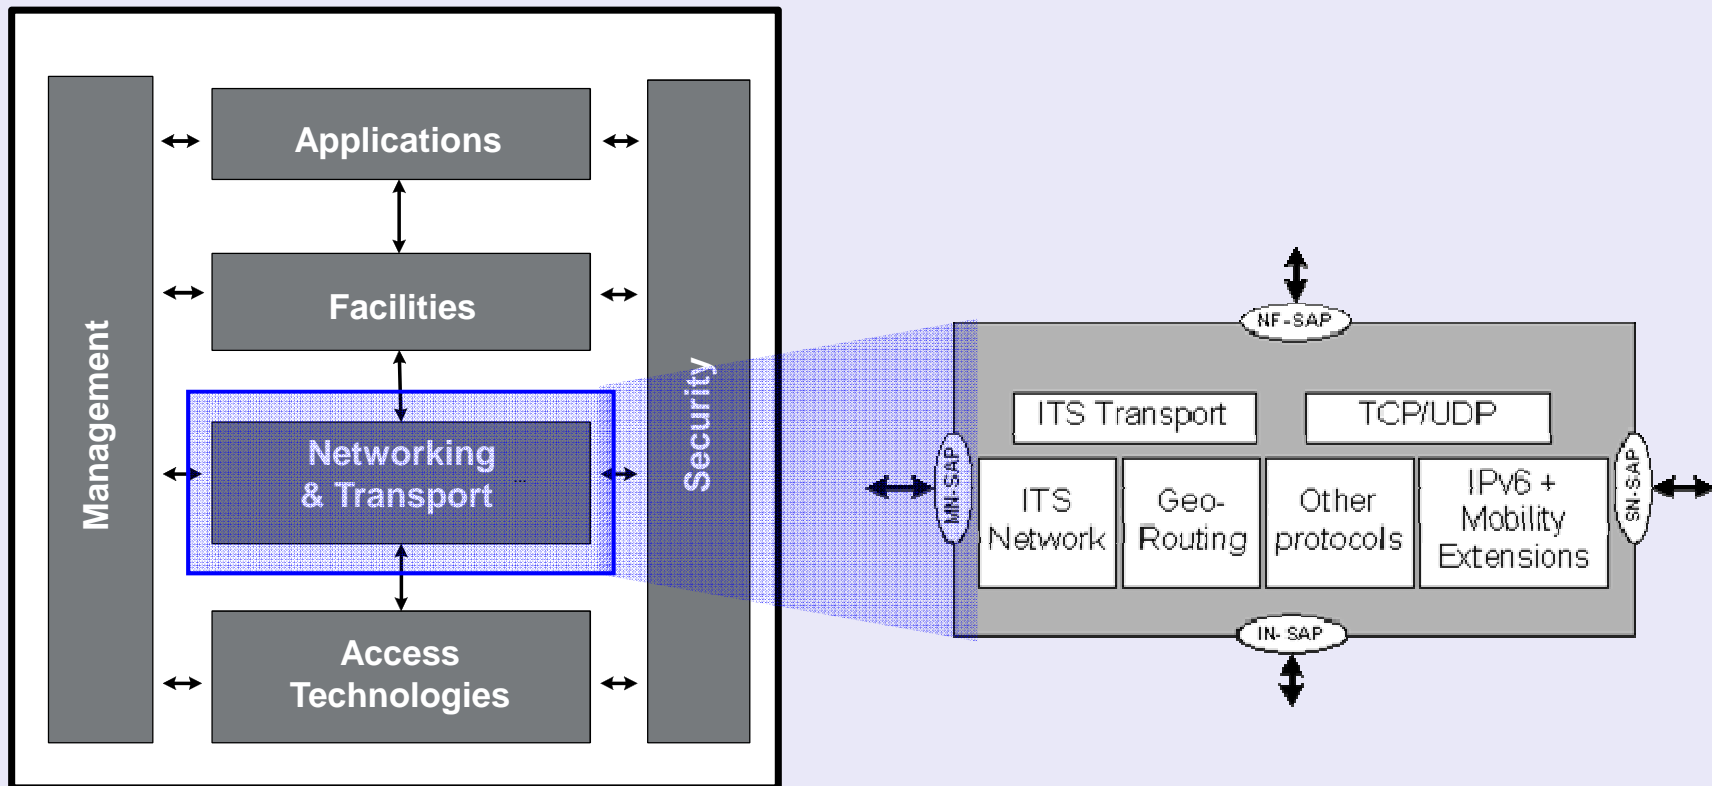 Management
Applications
Facilities
Networking
& Transport ...
Access
Technologies
Security
NF-SAP
ITS Transport
TCP/UDP
MN-SAP
ITS
Network
Geo-
Routing
Other
protocols
IPv6 +
Mobility
Extensions
SN-SAP
IN-SAP